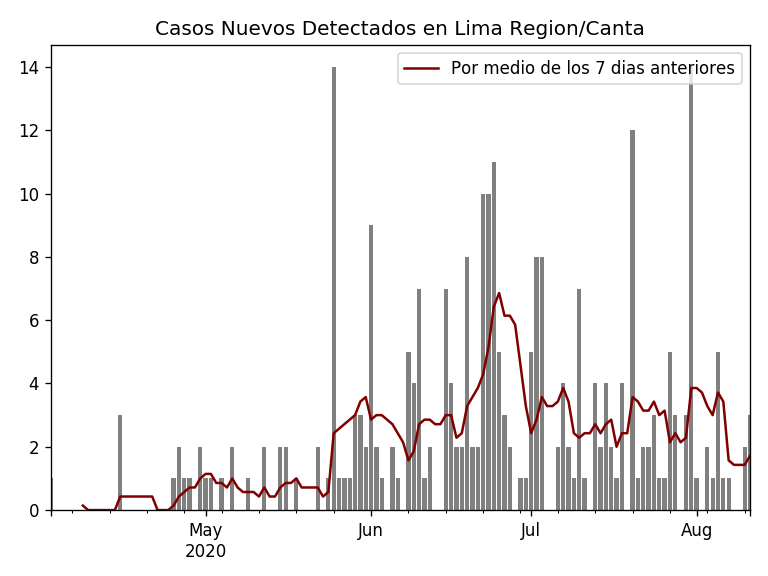 Casos Nuevos Detectados en Lima Region/Canta
Por medio de los 7 dias anteriores
14
12
10
8
6
4
2
0
May
2020
Jun
Jul
Aug